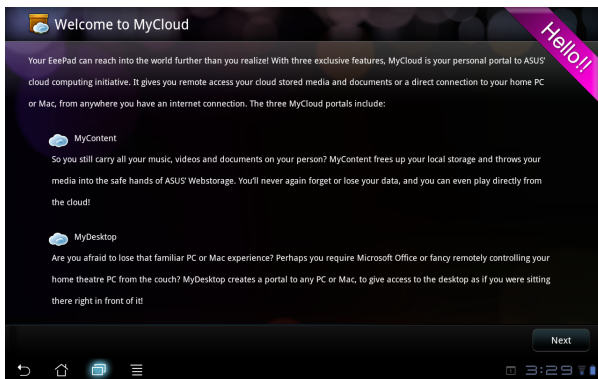 Welcome to MyCloud
Hello!!
Your EeePad can reach into the world further than you realize! With three exclusive features, MyCloud is your personal portal to ASUS'
cloud computing initiative. It gives you remote access your cloud stored media and documents or a direct connection to your home PC
or Mac, from anywhere you have an internet connection. The three MyCloud portals include:
MyContent
So you still carry all your music, videos and documents on your person? MyContent frees up your local storage and throws your
media into the safe hands of ASUS' Webstorage. You'll never again forget or lose your data, and you can even play directly from
the cloud!
MyDesktop
Are you afraid to lose that familiar PC or Mac experience? Perhaps you require Microsoft Office or fancy remotely controlling your
home theatre PC from the couch? MyDesktop creates a portal to any PC or Mac, to give access to the desktop as if you were sitting
there right in front of it!
Next
3:29